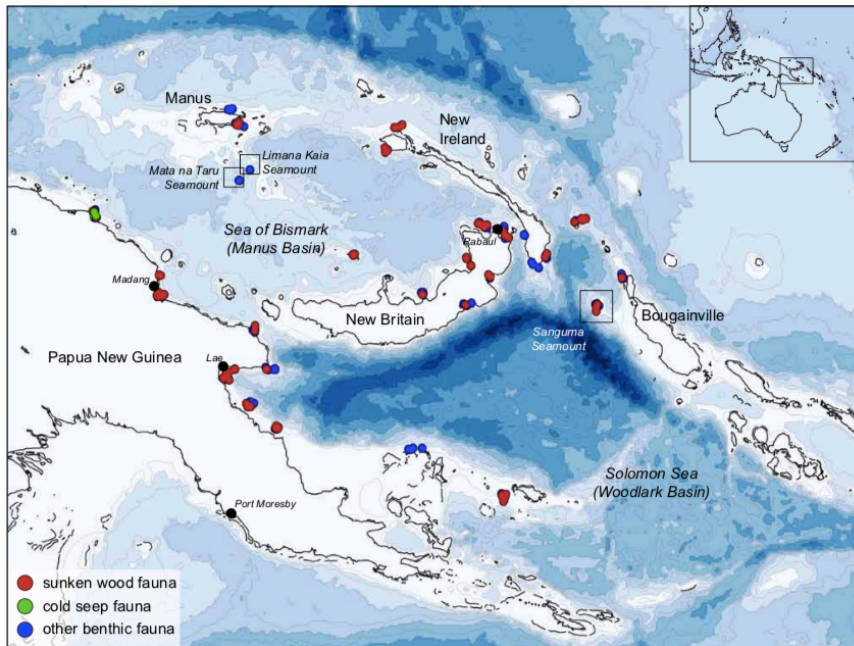 Manus
New
Ireland
Limana Kaia
Seamount
Mata na Taru
Seamount
Sea of Bismark
(Manus Basin)
Rabaul
Madang
New Britain
Bougainville
Sanguma
Seamount
Papua New Guinea
Lae
Solomon Sea
(Woodlark Basin)
Port Moresby
sunken wood fauna
cold seep fauna
other benthic fauna